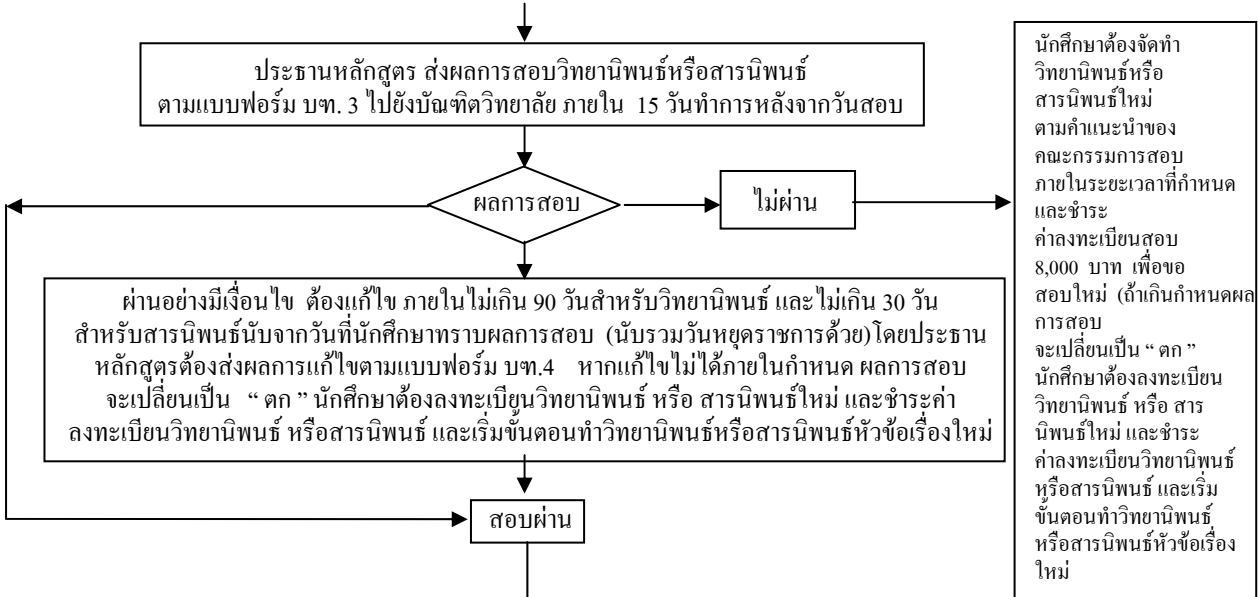 ประธานหลักสูตร ส่งผลการสอบวิทยานิพนธ์หรือสารนิพนธ์
ตามแบบฟอร์ม บฑ. 3 ไปยังบัณฑิตวิทยาลัย ภายใน 15 วันทำการหลังจากวันสอบ
ผลการสอบ
ไม่ผ่าน
ผ่านอย่างมีเงื่อนไข ต้องแก้ไข ภายในไม่เกิน 90 วันสำหรับวิทยานิพนธ์ และไม่เกิน 30 วัน
สำหรับสารนิพนธ์นับจากวันที่นักศึกษาทราบผลการสอบ (นับรวมวันหยุดราชการด้วย)โดยประธาน
หลักสูตรต้องส่งผลการแก้ไขตามแบบฟอร์ม บฑ.4 หากแก้ไขไม่ได้ภายในกำหนด ผลการสอบ
จะเปลี่ยนเป็น “ ตก ” นักศึกษาต้องลงทะเบียนวิทยานิพนธ์ หรือ สารนิพนธ์ใหม่ และชำระค่า
ลงทะเบียนวิทยานิพนธ์ หรือสารนิพนธ์ และเริ่มขั้นตอนทำวิทยานิพนธ์หรือสารนิพนธ์หัวข้อเรื่องใหม่
สอบผ่าน
นักศึกษาต้องจัดทำ
วิทยานิพนธ์หรือ
สารนิพนธ์ใหม่
ตามคำแนะนำของ
คณะกรรมการสอบ
ภายในระยะเวลาที่กำหนด
และชำระ
ค่าลงทะเบียนสอบ
8,000 บาท เพื่อขอ
สอบใหม่ (ถ้าเกินกำหนดผล
การสอบ
จะเปลี่ยนเป็น “ ตก ”
นักศึกษาต้องลงทะเบียน
วิทยานิพนธ์ หรือ สาร
นิพนธ์ใหม่ และชำระ
ค่าลงทะเบียนวิทยานิพนธ์
หรือสารนิพนธ์ และเริ่ม
ขั้นตอนทำวิทยานิพนธ์
หรือสารนิพนธ์หัวข้อเรื่อง
ใหม่